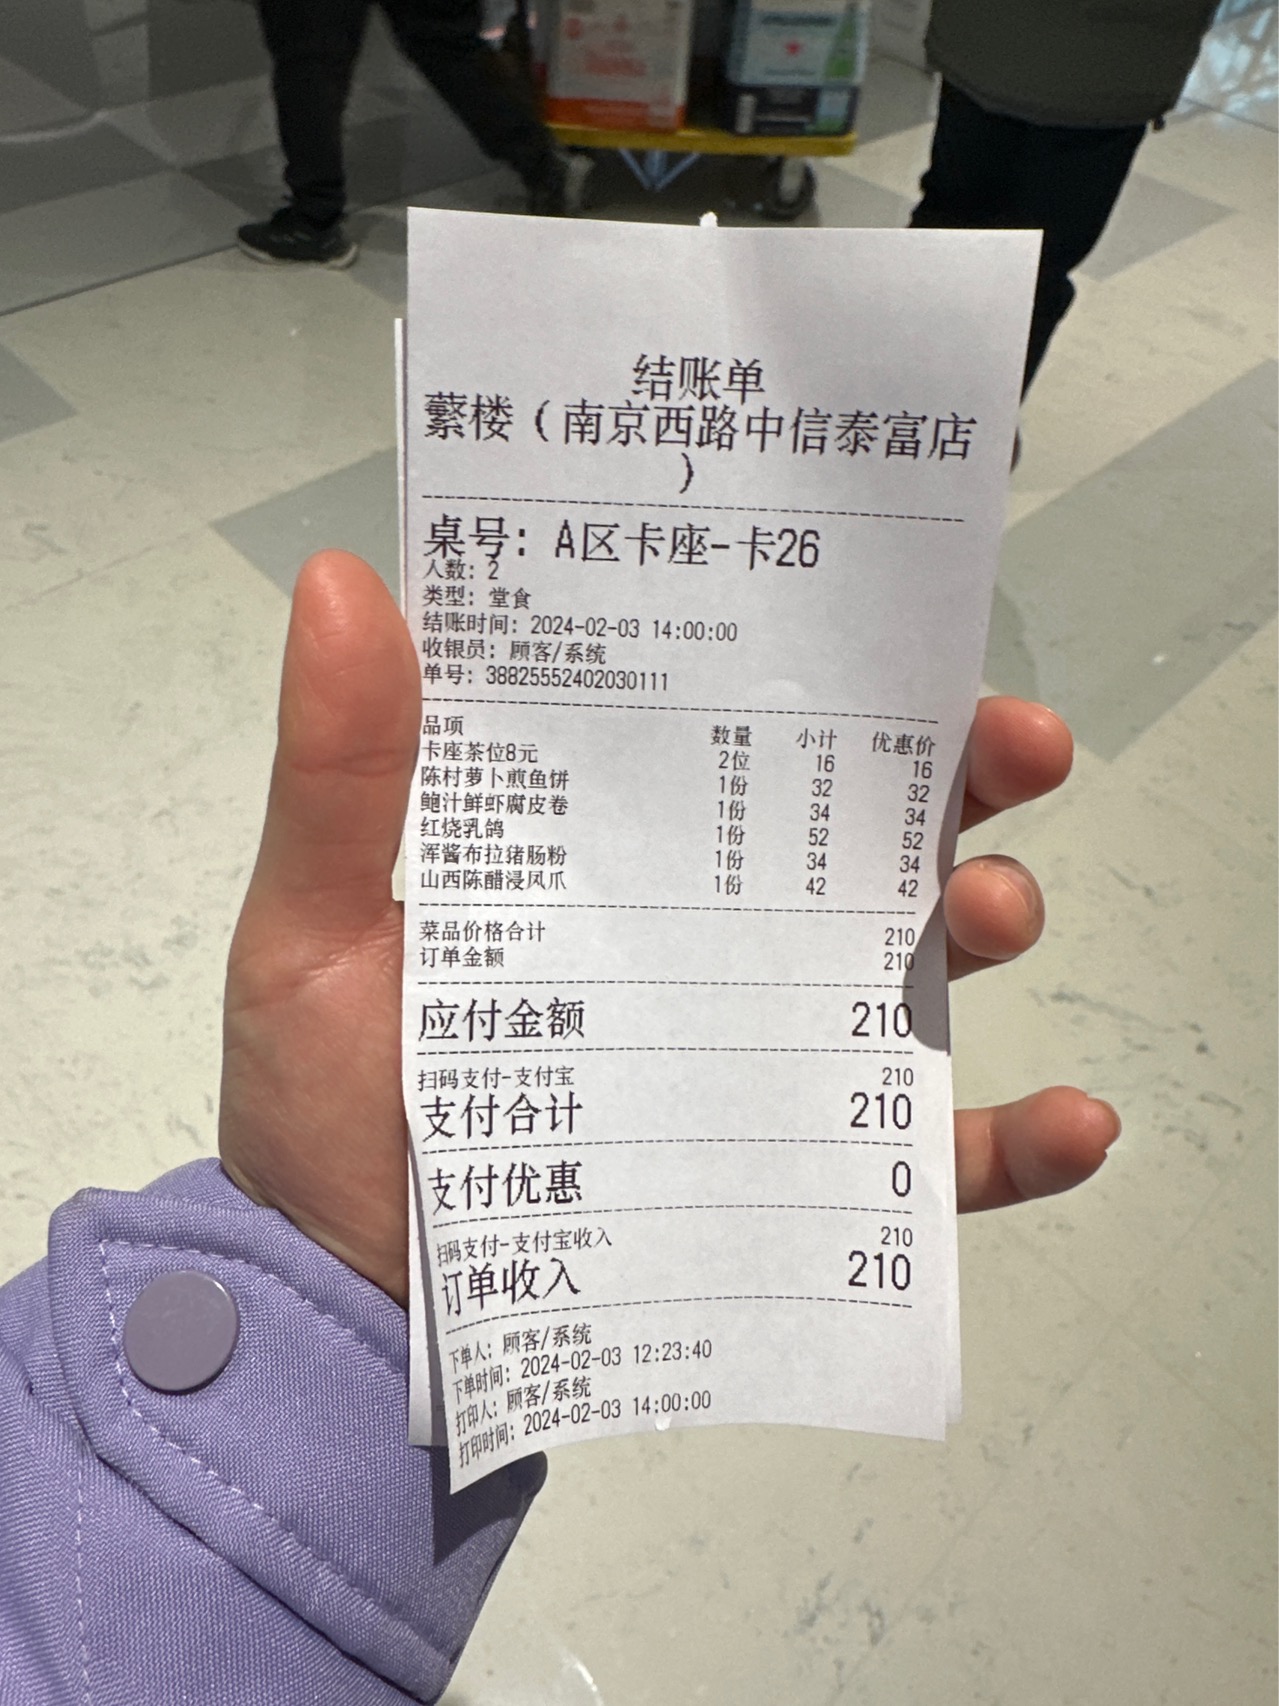 结账单
蘩楼（南京西路中信泰富店
）
桌号：A区卡座-卡26
人数：2
类型：堂食
结账时间：2024-02-03 14:00:00
收银员：顾客/系统
单号：38825552402030111
品项 数量 小计 优惠价
卡座茶位8元 2位 16 16
陈村萝卜煎鱼饼 1份 32 32
鲍汁鲜虾腐皮卷 1份 34 34
红烧乳鸽 1份 52 52
浑酱布拉猪肠粉 1份 34 34
山西陈醋浸凤爪 1份 42 42
菜品价格合计 210
订单金额 210
应付金额 210
扫码支付-支付宝 210
支付合计 210
支付优惠 0
扫码支付-支付宝收入 210
订单收入 210
下单人：顾客/系统
下单时间：2024-02-03 12:23:40
打印人：顾客/系统
打印时间：2024-02-03 14:00:00